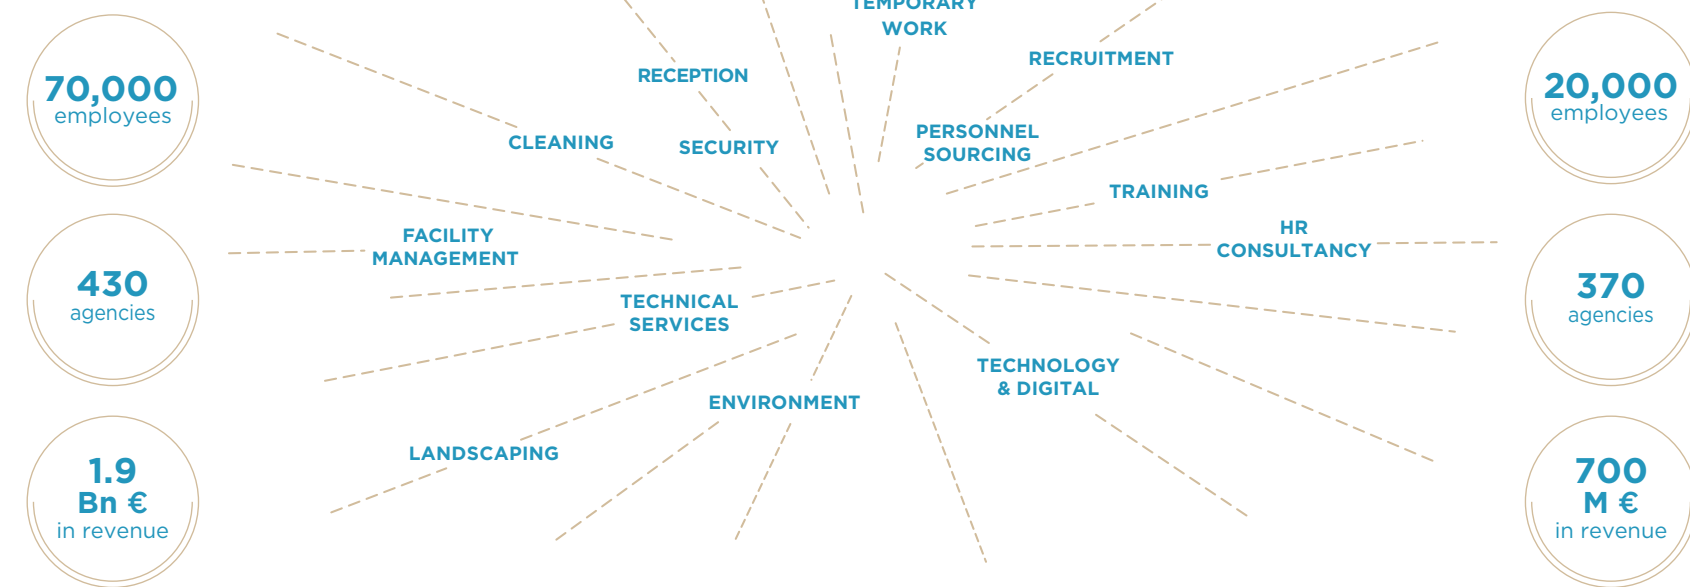 TEMPORARY
WORK
70,000
employees
RECEPTION
RECRUITMENT
20,000
employees
CLEANING
SECURITY
PERSONNEL
SOURCING
TRAINING
FACILITY
MANAGEMENT
HR
CONSULTANCY
430
agencies
TECHNICAL
SERVICES
370
agencies
TECHNOLOGY
& DIGITAL
ENVIRONMENT
LANDSCAPING
1.9
Bn €
in revenue
700
M €
in revenue